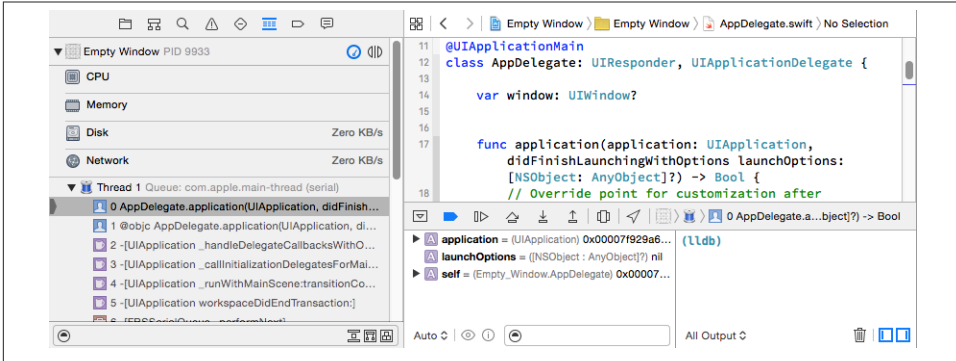 Empty Window PID 9933
CPU
Memory
Disk Zero KB/s
Network Zero KB/s
Thread 1 Queue: com.apple.main-thread (serial)
0 AppDelegate.application(UIApplication, didFinish...
1 @objc AppDelegate.application(UIApplication, di...
2 -[UIApplication _handleDelegateCallbacksWithO...
3 -[UIApplication _callInitializationDelegatesForMai...
4 -[UIApplication _runWithMainScene:transitionCo...
5 -[UIApplication workspaceDidEndTransaction:]
Empty Window Empty Window AppDelegate.swift No Selection
11 @UIApplicationMain
12 class AppDelegate: UIResponder, UIApplicationDelegate {
13
14 var window: UIWindow?
15
16
17 func application(application: UIApplication,
didFinishLaunchingWithOptions launchOptions:
[NSObject: AnyObject]?) -> Bool {
18 // Override point for customization after
0 AppDelegate.a...bject]?) -> Bool
A application = (UIApplication) 0x00007f929a6...
A launchOptions = ([NSObject : AnyObject]?) nil
A self = (Empty_Window.AppDelegate) 0x00007...
(lldb)
Auto
All Output